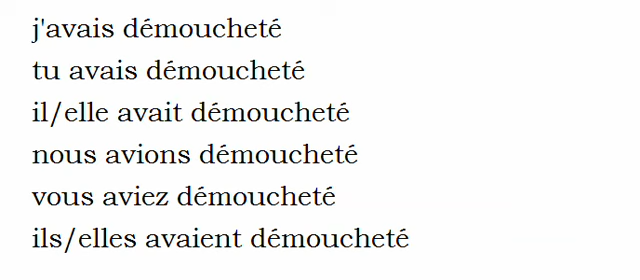 j'avais démoucheté
tu avais démoucheté
il/elle avait démoucheté
nous avions démoucheté
vous aviez démoucheté
ils/elles avaient démoucheté